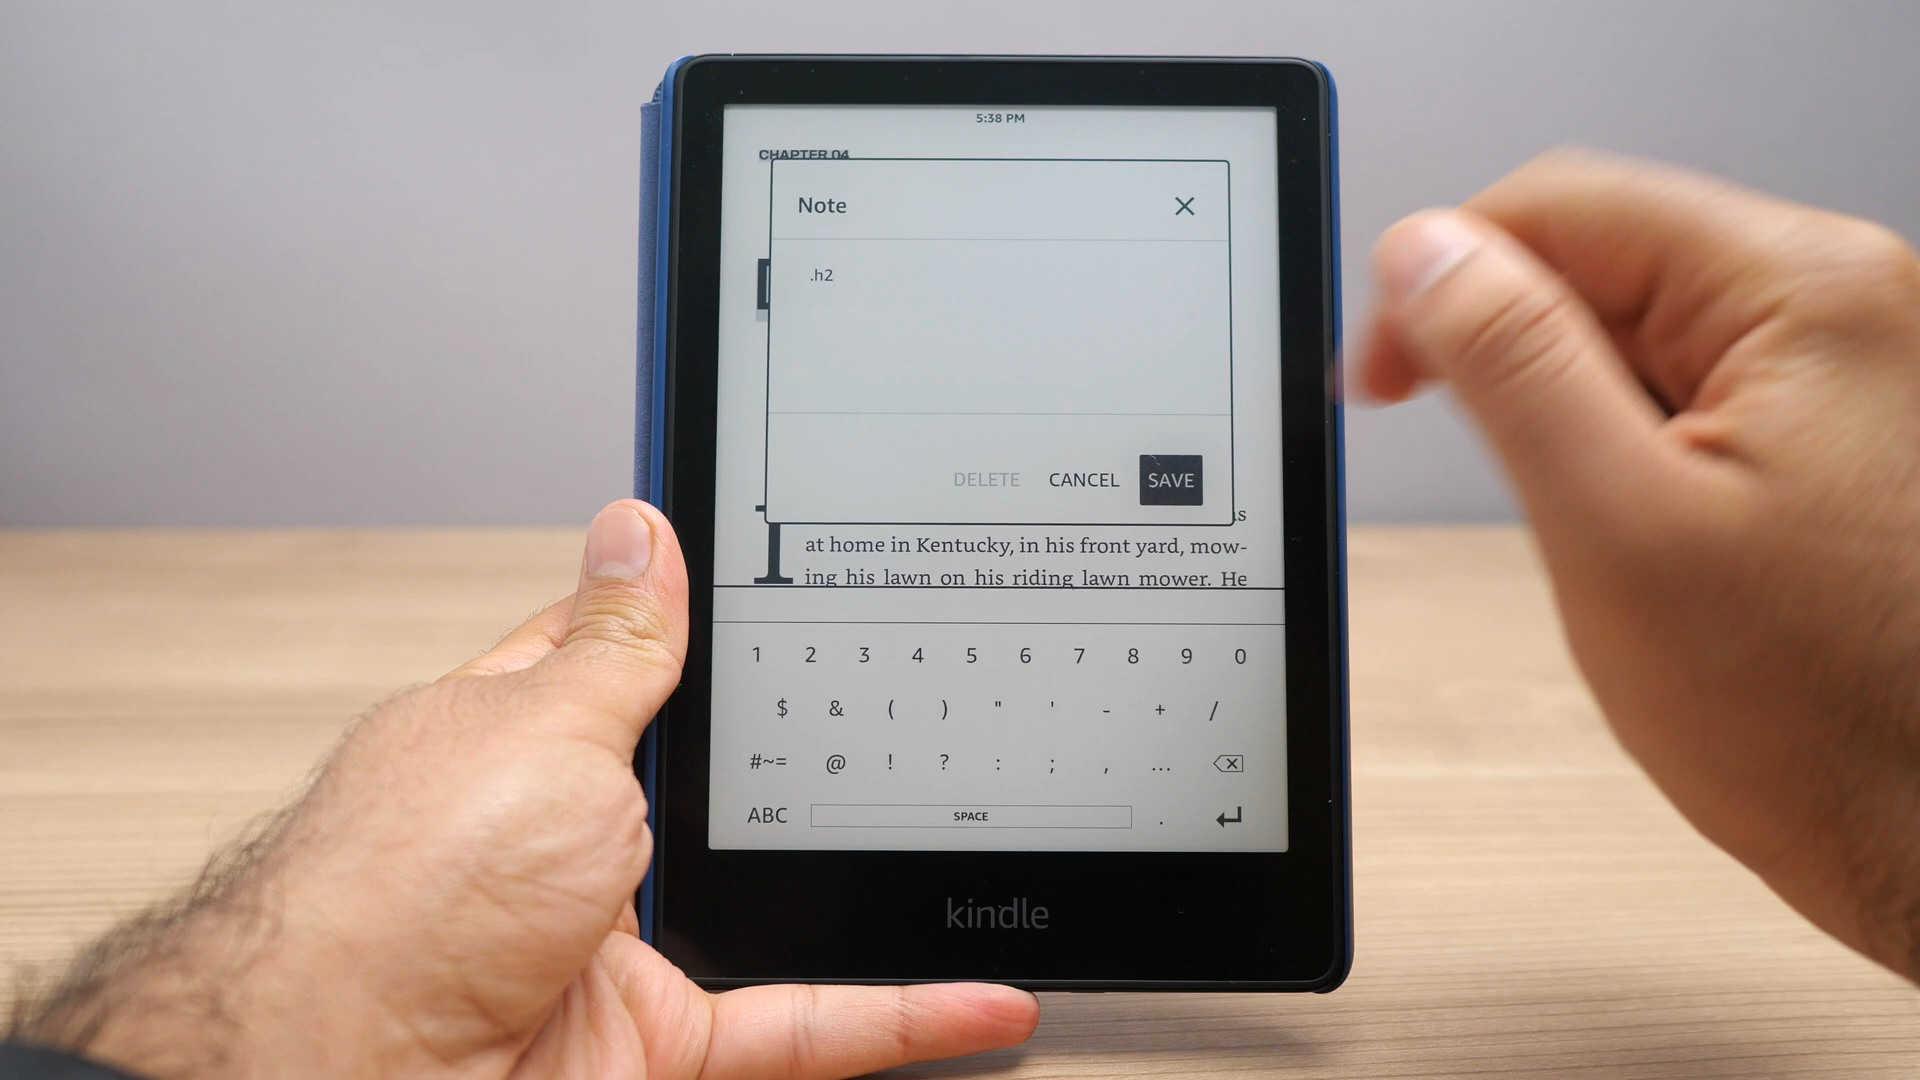 5:38 PM
CHAPTER 04
Note
.h2
DELETE CANCEL SAVE
at home in Kentucky, in his front yard, mow-
ing his lawn on his riding lawn mower. He
1 2 3 4 5 6 7 8 9 0
$ & ( ) " ' - + /
#~= @ ! ? : ; , ...
ABC SPACE .
kindle